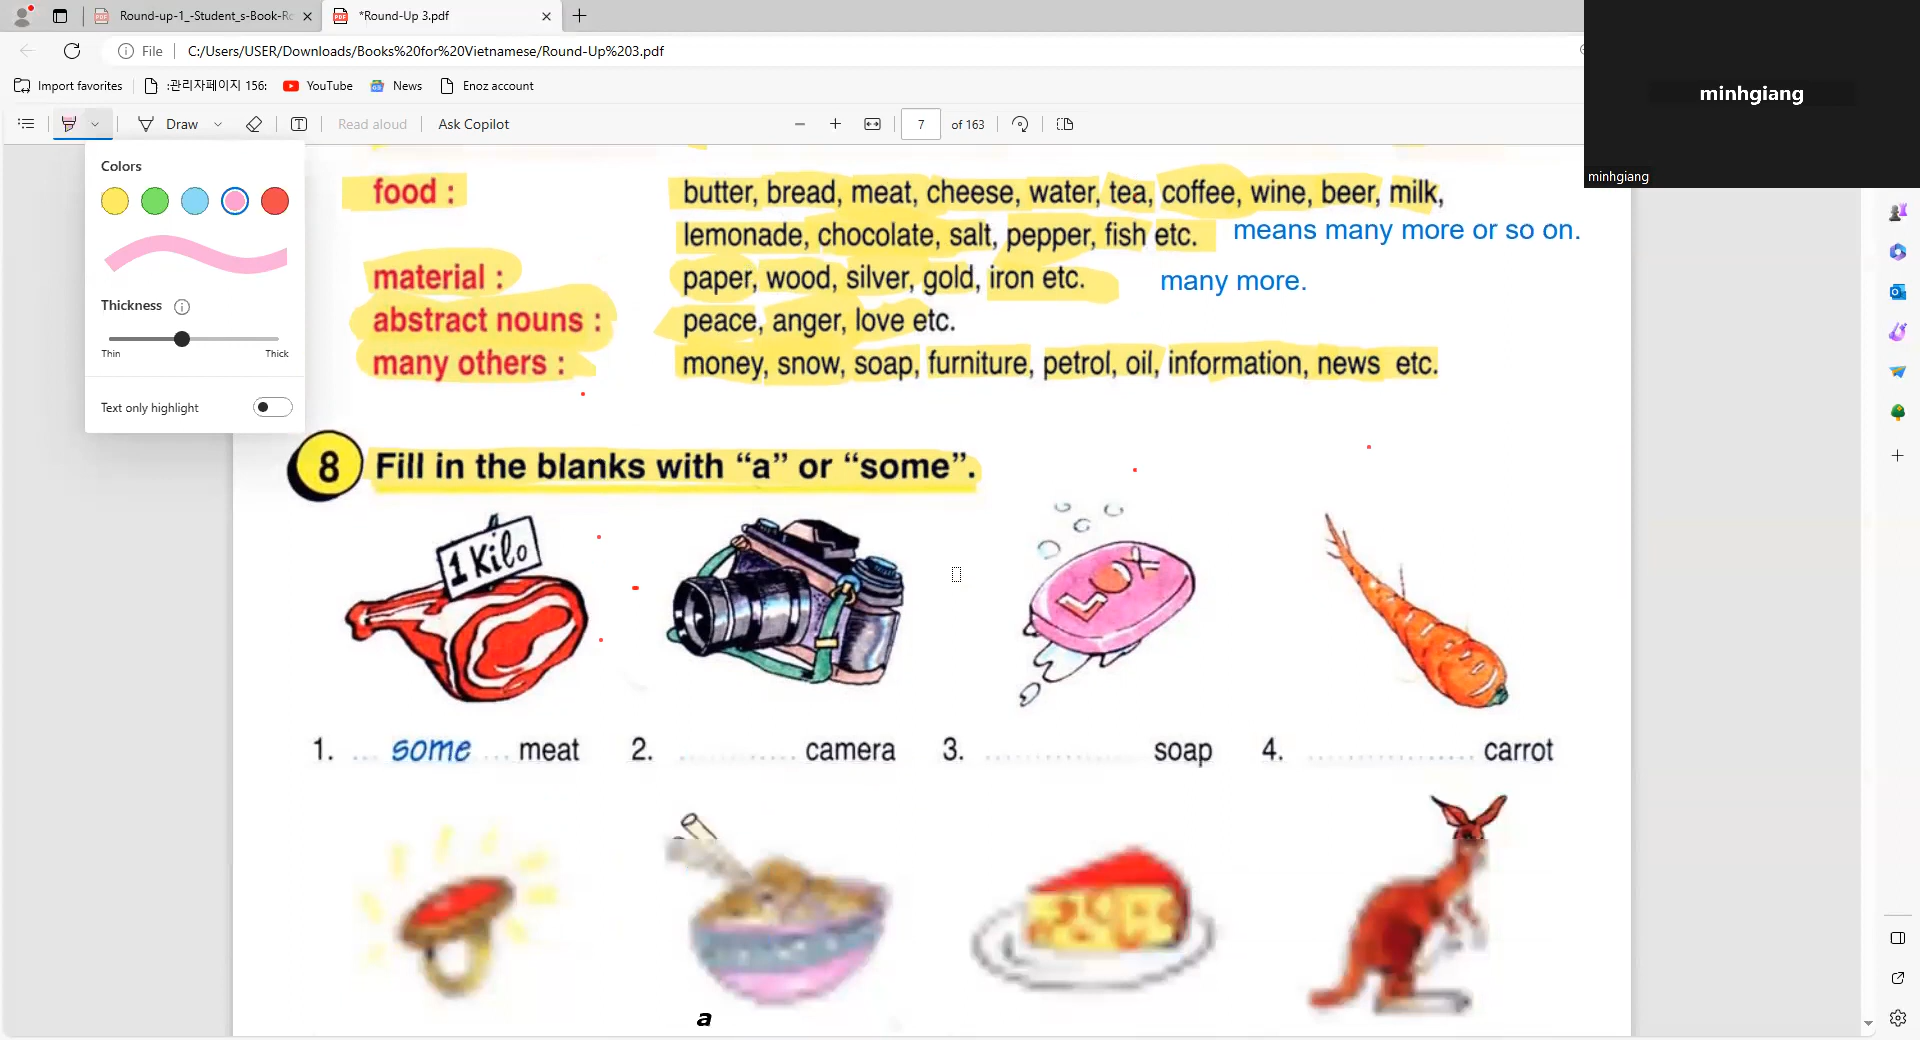 Round-up-1_-Student_s-Book-Ro
*Round-Up 3.pdf
File
C:/Users/USER/Downloads/Books%20for%20Vietnamese/Round-Up%203.pdf
Import favorites
:관리자페이지 156:
YouTube
News
Enoz account
Draw
Read aloud
Ask Copilot
7
of 163
minhgiang
minhgiang
Colors
Thickness
Thin
Thick
Text only highlight
food : butter, bread, meat, cheese, water, tea, coffee, wine, beer, milk,
lemonade, chocolate, salt, pepper, fish etc. means many more or so on.
material : paper, wood, silver, gold, iron etc. many more.
abstract nouns : peace, anger, love etc.
many others : money, snow, soap, furniture, petrol, oil, information, news etc.
8 Fill in the blanks with “a” or “some”.
1 Kilo
LOX
1. ... some ... meat 2. ............ camera 3. ................ soap 4. ................. carrot
a